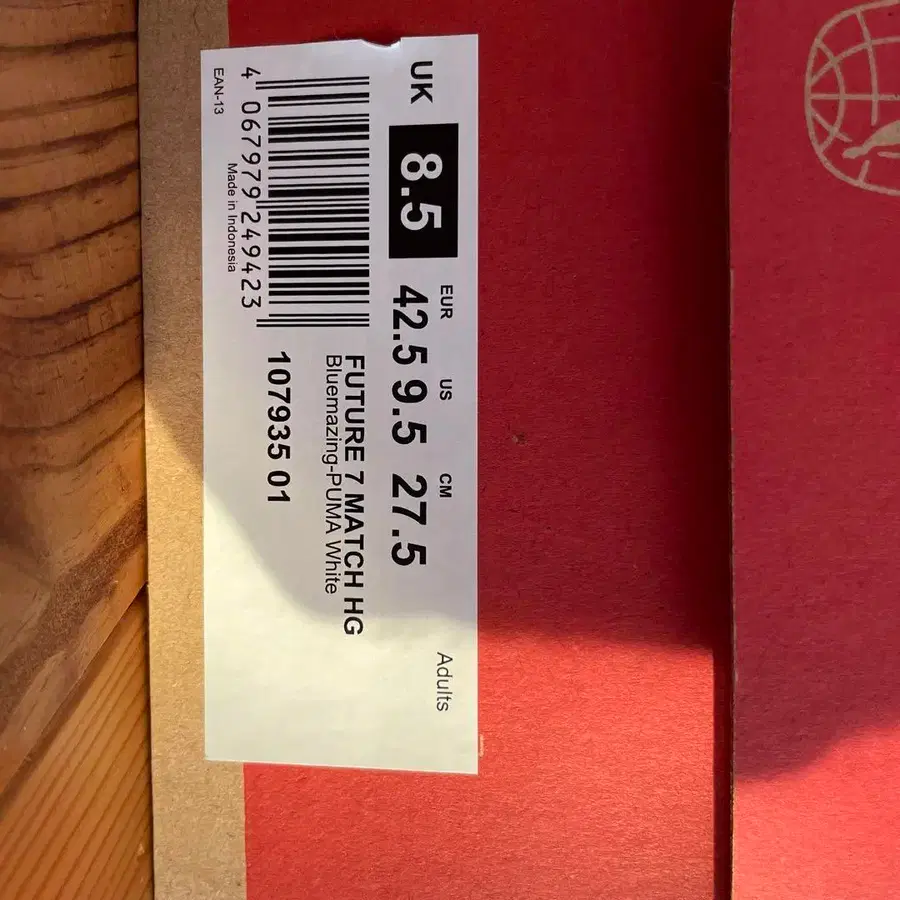 UK 8.5
EUR US CM
42.5 9.5 27.5
Adults
FUTURE 7 MATCH HG
Bluemazing-PUMA White
107935 01
4 067979 249423
Made in Indonesia
EAN-13